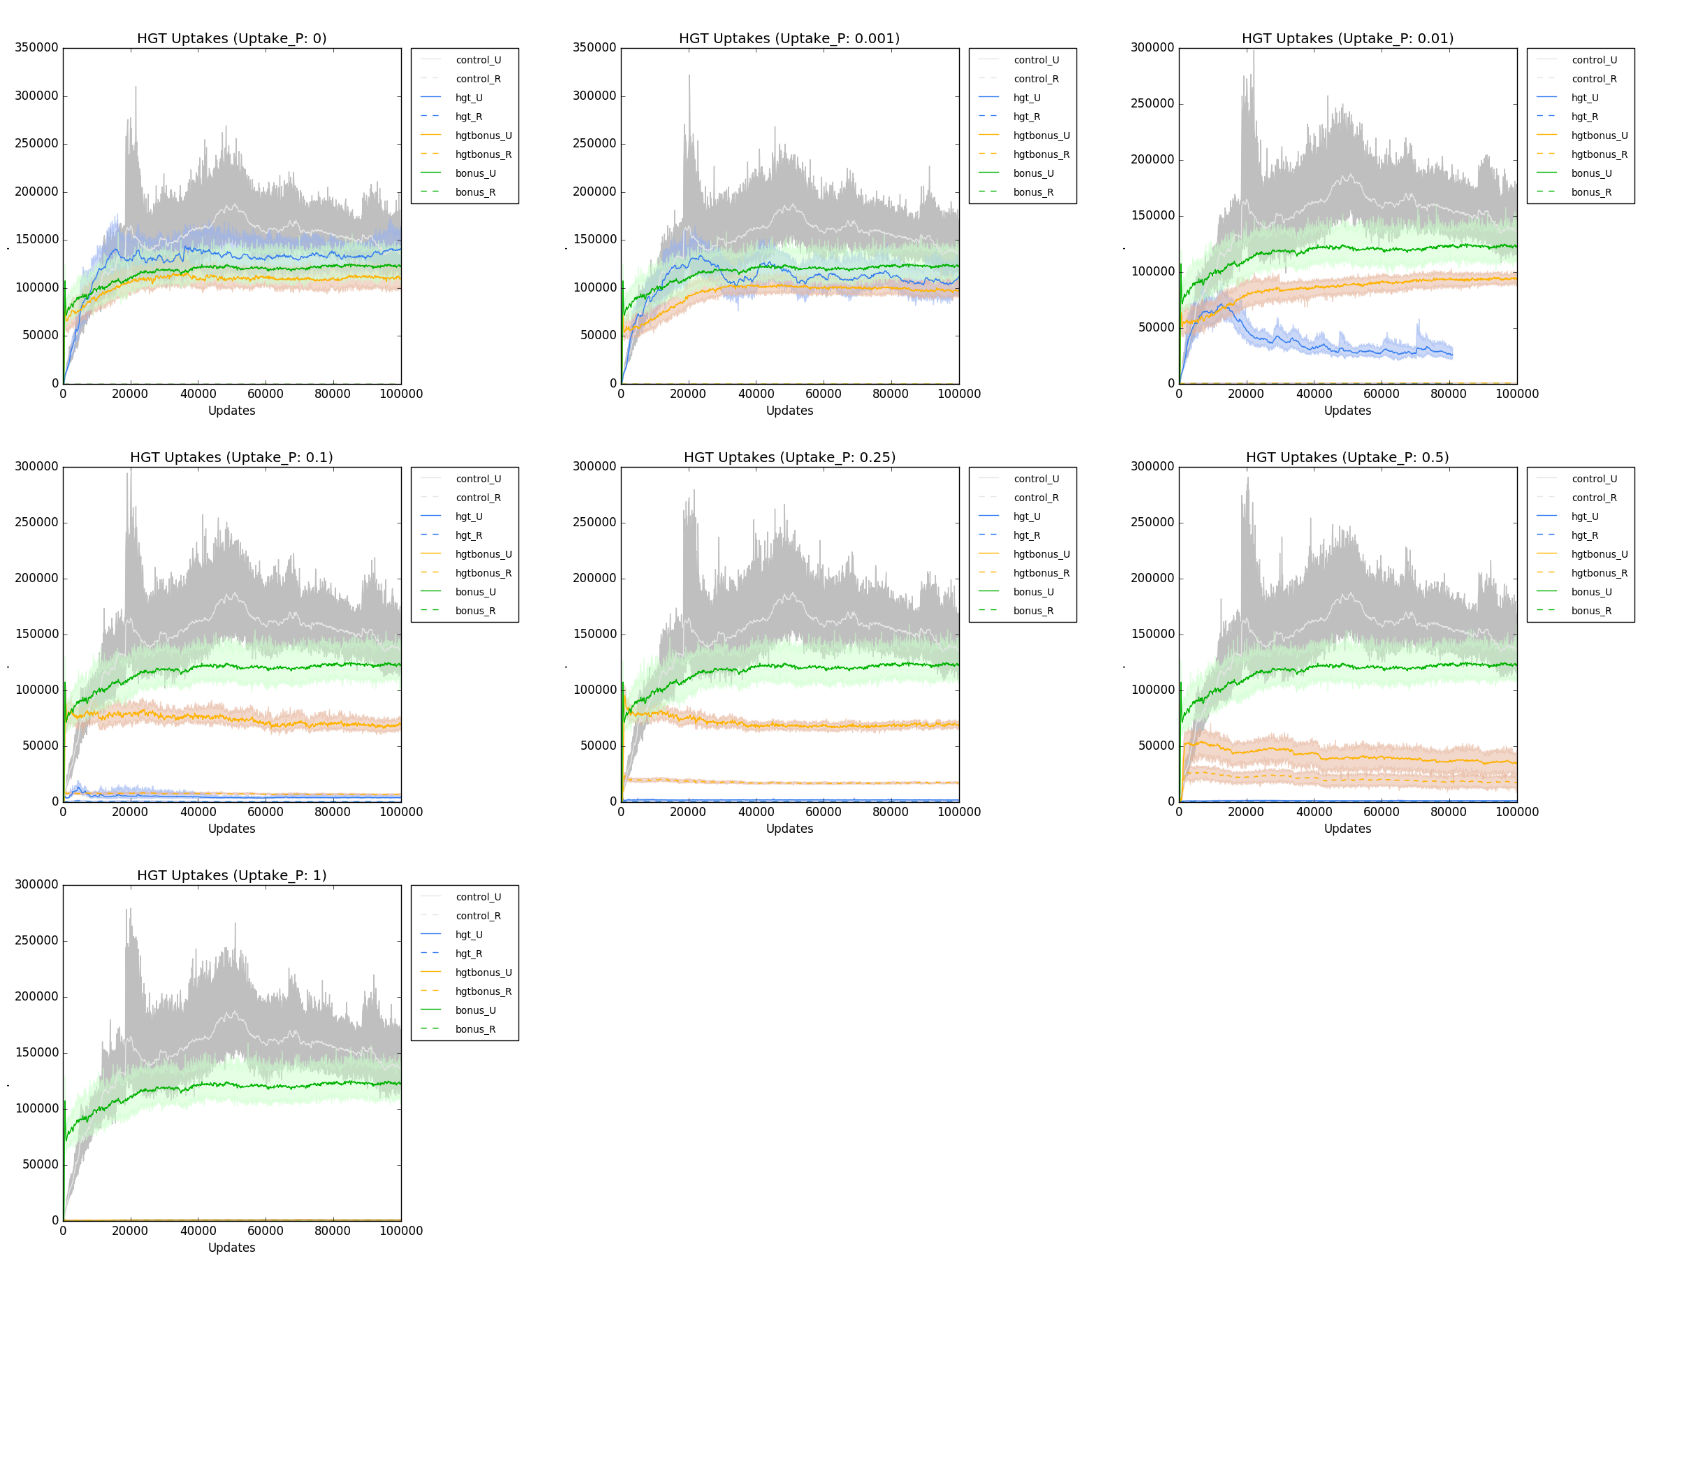 HGT Uptakes (Uptake_P: 0)
350000
300000
250000
200000
150000
100000
50000
0
0 20000 40000 60000 80000 100000
Updates
control_U
control_R
hgt_U
hgt_R
hgtbonus_U
hgtbonus_R
bonus_U
bonus_R
HGT Uptakes (Uptake_P: 0.001)
350000
300000
250000
200000
150000
100000
50000
0
0 20000 40000 60000 80000 100000
Updates
control_U
control_R
hgt_U
hgt_R
hgtbonus_U
hgtbonus_R
bonus_U
bonus_R
HGT Uptakes (Uptake_P: 0.01)
300000
250000
200000
150000
100000
50000
0
0 20000 40000 60000 80000 100000
Updates
control_U
control_R
hgt_U
hgt_R
hgtbonus_U
hgtbonus_R
bonus_U
bonus_R
HGT Uptakes (Uptake_P: 0.1)
300000
250000
200000
150000
100000
50000
0
0 20000 40000 60000 80000 100000
Updates
control_U
control_R
hgt_U
hgt_R
hgtbonus_U
hgtbonus_R
bonus_U
bonus_R
HGT Uptakes (Uptake_P: 0.25)
300000
250000
200000
150000
100000
50000
0
0 20000 40000 60000 80000 100000
Updates
control_U
control_R
hgt_U
hgt_R
hgtbonus_U
hgtbonus_R
bonus_U
bonus_R
HGT Uptakes (Uptake_P: 0.5)
300000
250000
200000
150000
100000
50000
0
0 20000 40000 60000 80000 100000
Updates
control_U
control_R
hgt_U
hgt_R
hgtbonus_U
hgtbonus_R
bonus_U
bonus_R
HGT Uptakes (Uptake_P: 1)
300000
250000
200000
150000
100000
50000
0
0 20000 40000 60000 80000 100000
Updates
control_U
control_R
hgt_U
hgt_R
hgtbonus_U
hgtbonus_R
bonus_U
bonus_R